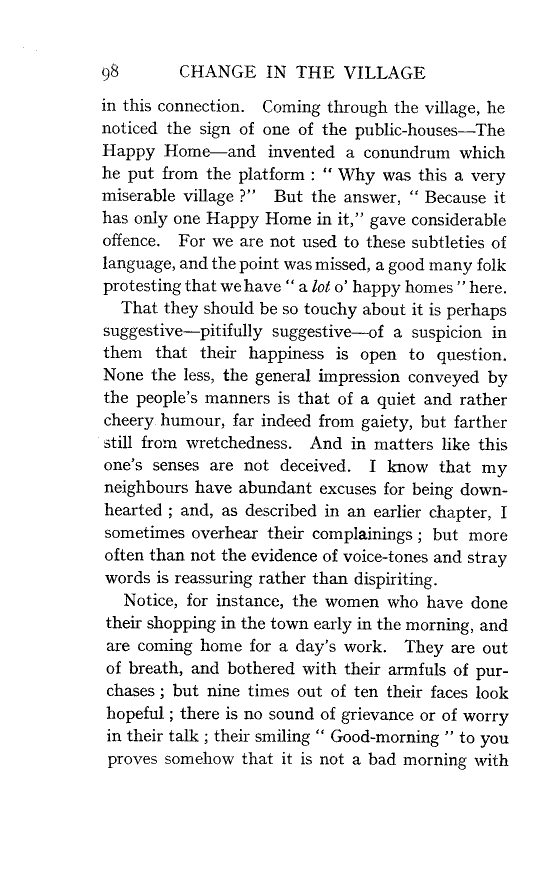 98 CHANGE IN THE VILLAGE
in this connection. Coming through the village, he
noticed the sign of one of the public-houses—The
Happy Home—and invented a conundrum which
he put from the platform : “ Why was this a very
miserable village ?” But the answer, “ Because it
has only one Happy Home in it,” gave considerable
offence. For we are not used to these subtleties of
language, and the point was missed, a good many folk
protesting that we have “ a lot o’ happy homes ” here.
That they should be so touchy about it is perhaps
suggestive—pitifully suggestive—of a suspicion in
them that their happiness is open to question.
None the less, the general impression conveyed by
the people’s manners is that of a quiet and rather
cheery humour, far indeed from gaiety, but farther
still from wretchedness. And in matters like this
one’s senses are not deceived. I know that my
neighbours have abundant excuses for being down-
hearted ; and, as described in an earlier chapter, I
sometimes overhear their complainings ; but more
often than not the evidence of voice-tones and stray
words is reassuring rather than dispiriting.
Notice, for instance, the women who have done
their shopping in the town early in the morning, and
are coming home for a day’s work. They are out
of breath, and bothered with their armfuls of pur-
chases ; but nine times out of ten their faces look
hopeful ; there is no sound of grievance or of worry
in their talk ; their smiling “ Good-morning ” to you
proves somehow that it is not a bad morning with